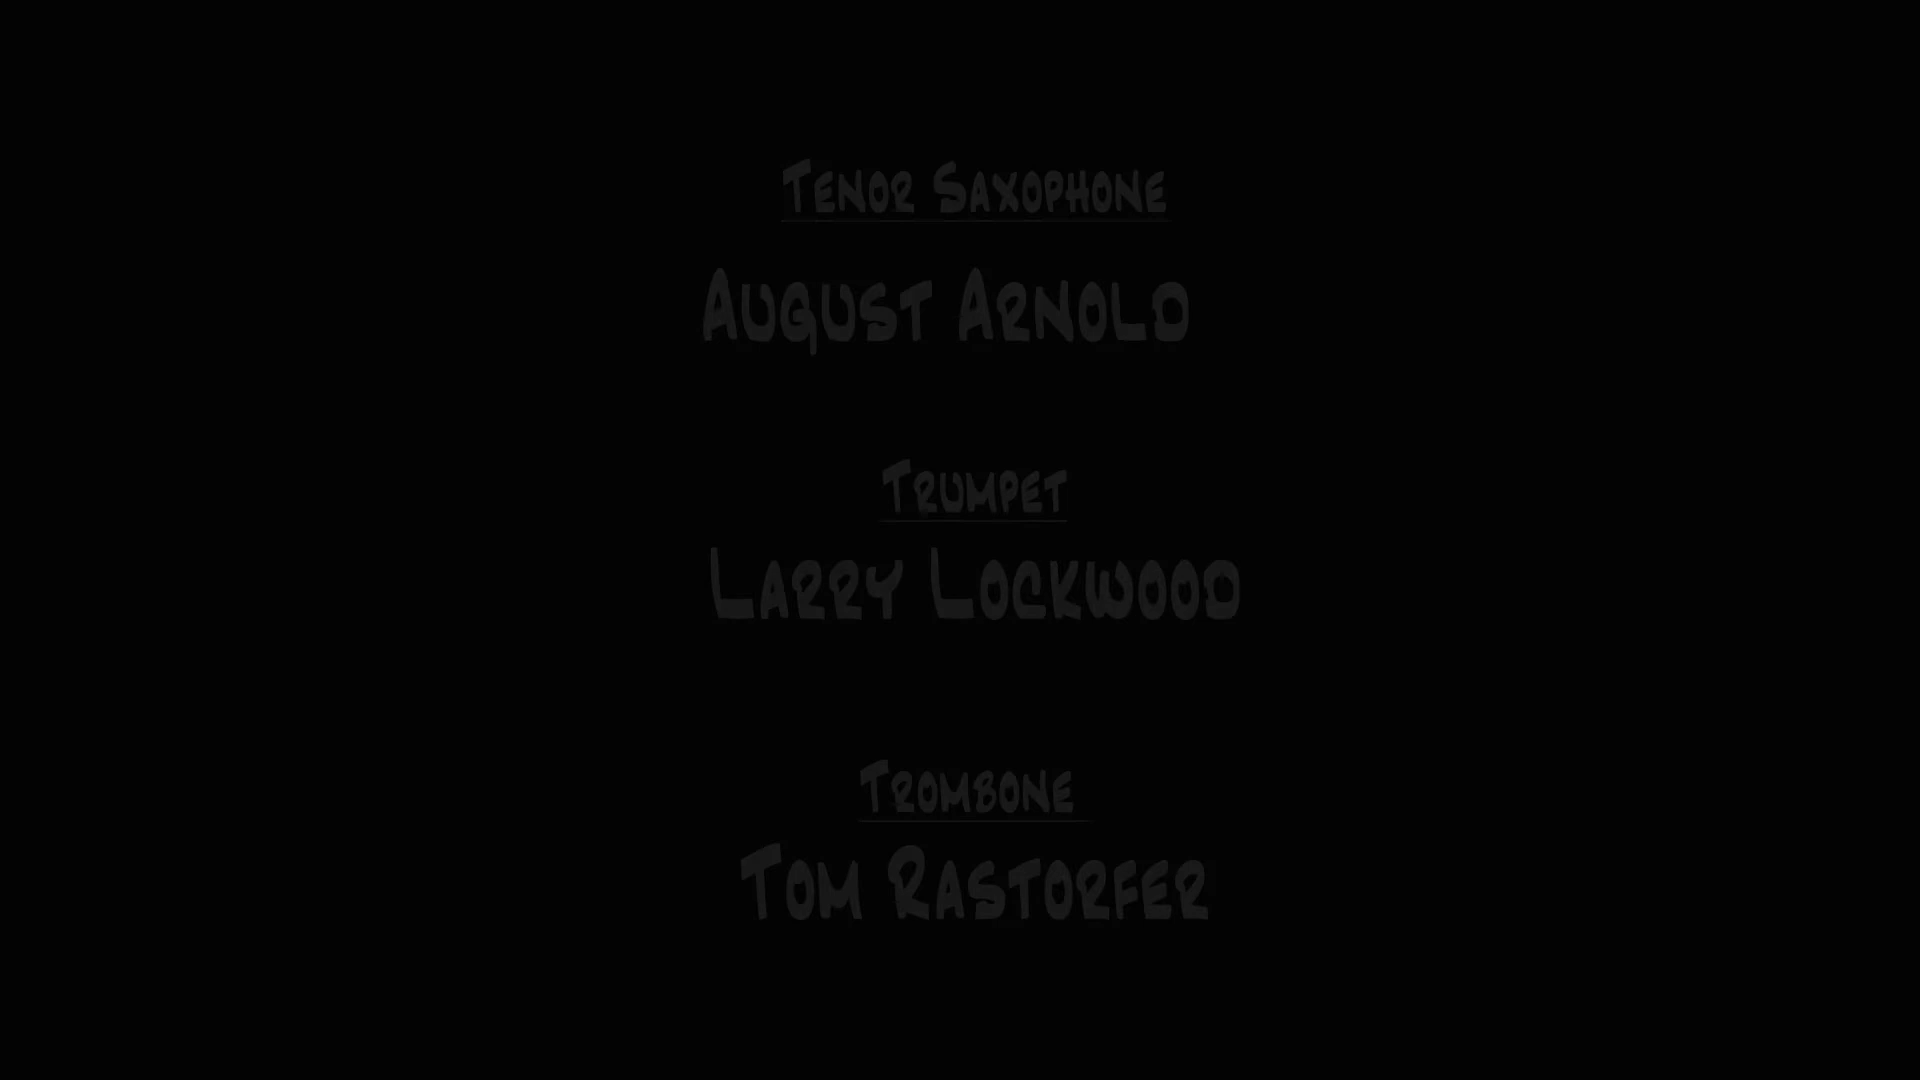 Tenor Saxophone
August Arnold
Trumpet
Larry Lockwood
Trombone
Tom Rastorfer